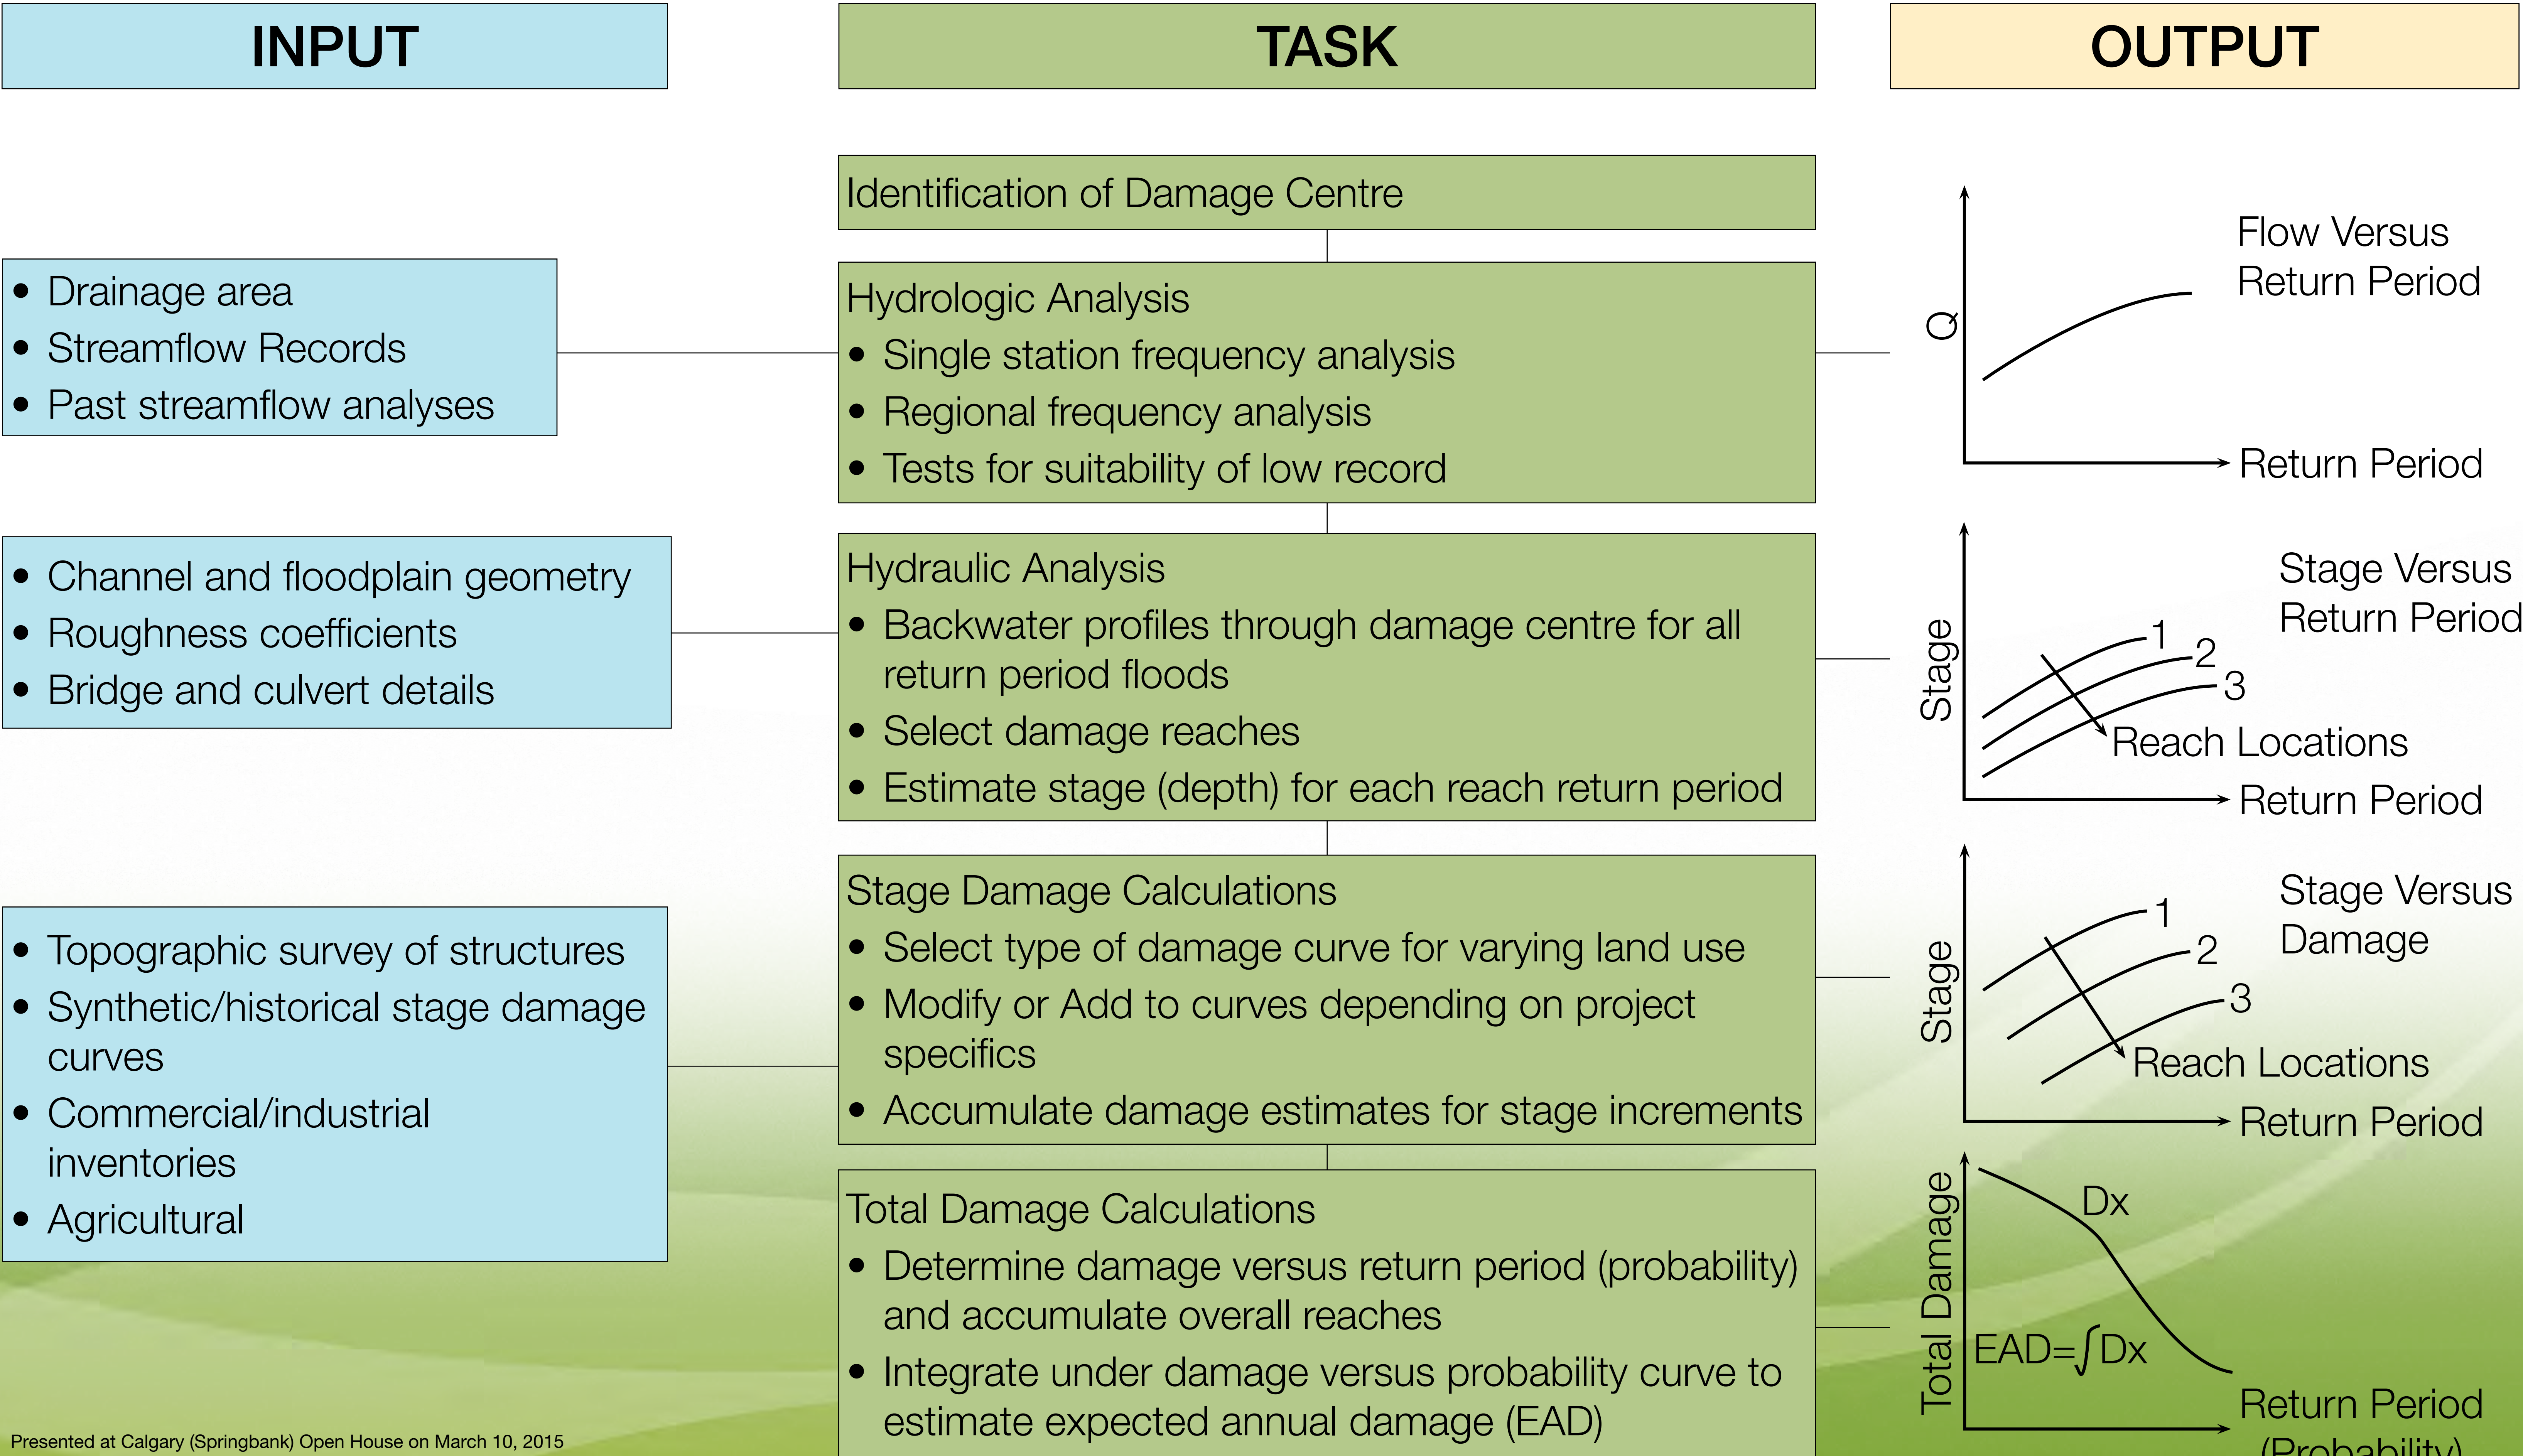 INPUT
TASK
OUTPUT
Identification of Damage Centre
• Drainage area
• Streamflow Records
• Past streamflow analyses
Hydrologic Analysis
• Single station frequency analysis
• Regional frequency analysis
• Tests for suitability of low record
Flow Versus
Return Period
Q
Return Period
• Channel and floodplain geometry
• Roughness coefficients
• Bridge and culvert details
Hydraulic Analysis
• Backwater profiles through damage centre for all
return period floods
• Select damage reaches
• Estimate stage (depth) for each reach return period
Stage Versus
Return Period
Stage
1
2
3
Reach Locations
Return Period
• Topographic survey of structures
• Synthetic/historical stage damage
curves
• Commercial/industrial
inventories
• Agricultural
Stage Damage Calculations
• Select type of damage curve for varying land use
• Modify or Add to curves depending on project
specifics
• Accumulate damage estimates for stage increments
Stage Versus
Damage
Stage
1
2
3
Reach Locations
Return Period
Total Damage Calculations
• Determine damage versus return period (probability)
and accumulate overall reaches
• Integrate under damage versus probability curve to
estimate expected annual damage (EAD)
Total Damage
Dx
EAD=∫Dx
Return Period
(Probability)
Presented at Calgary (Springbank) Open House on March 10, 2015